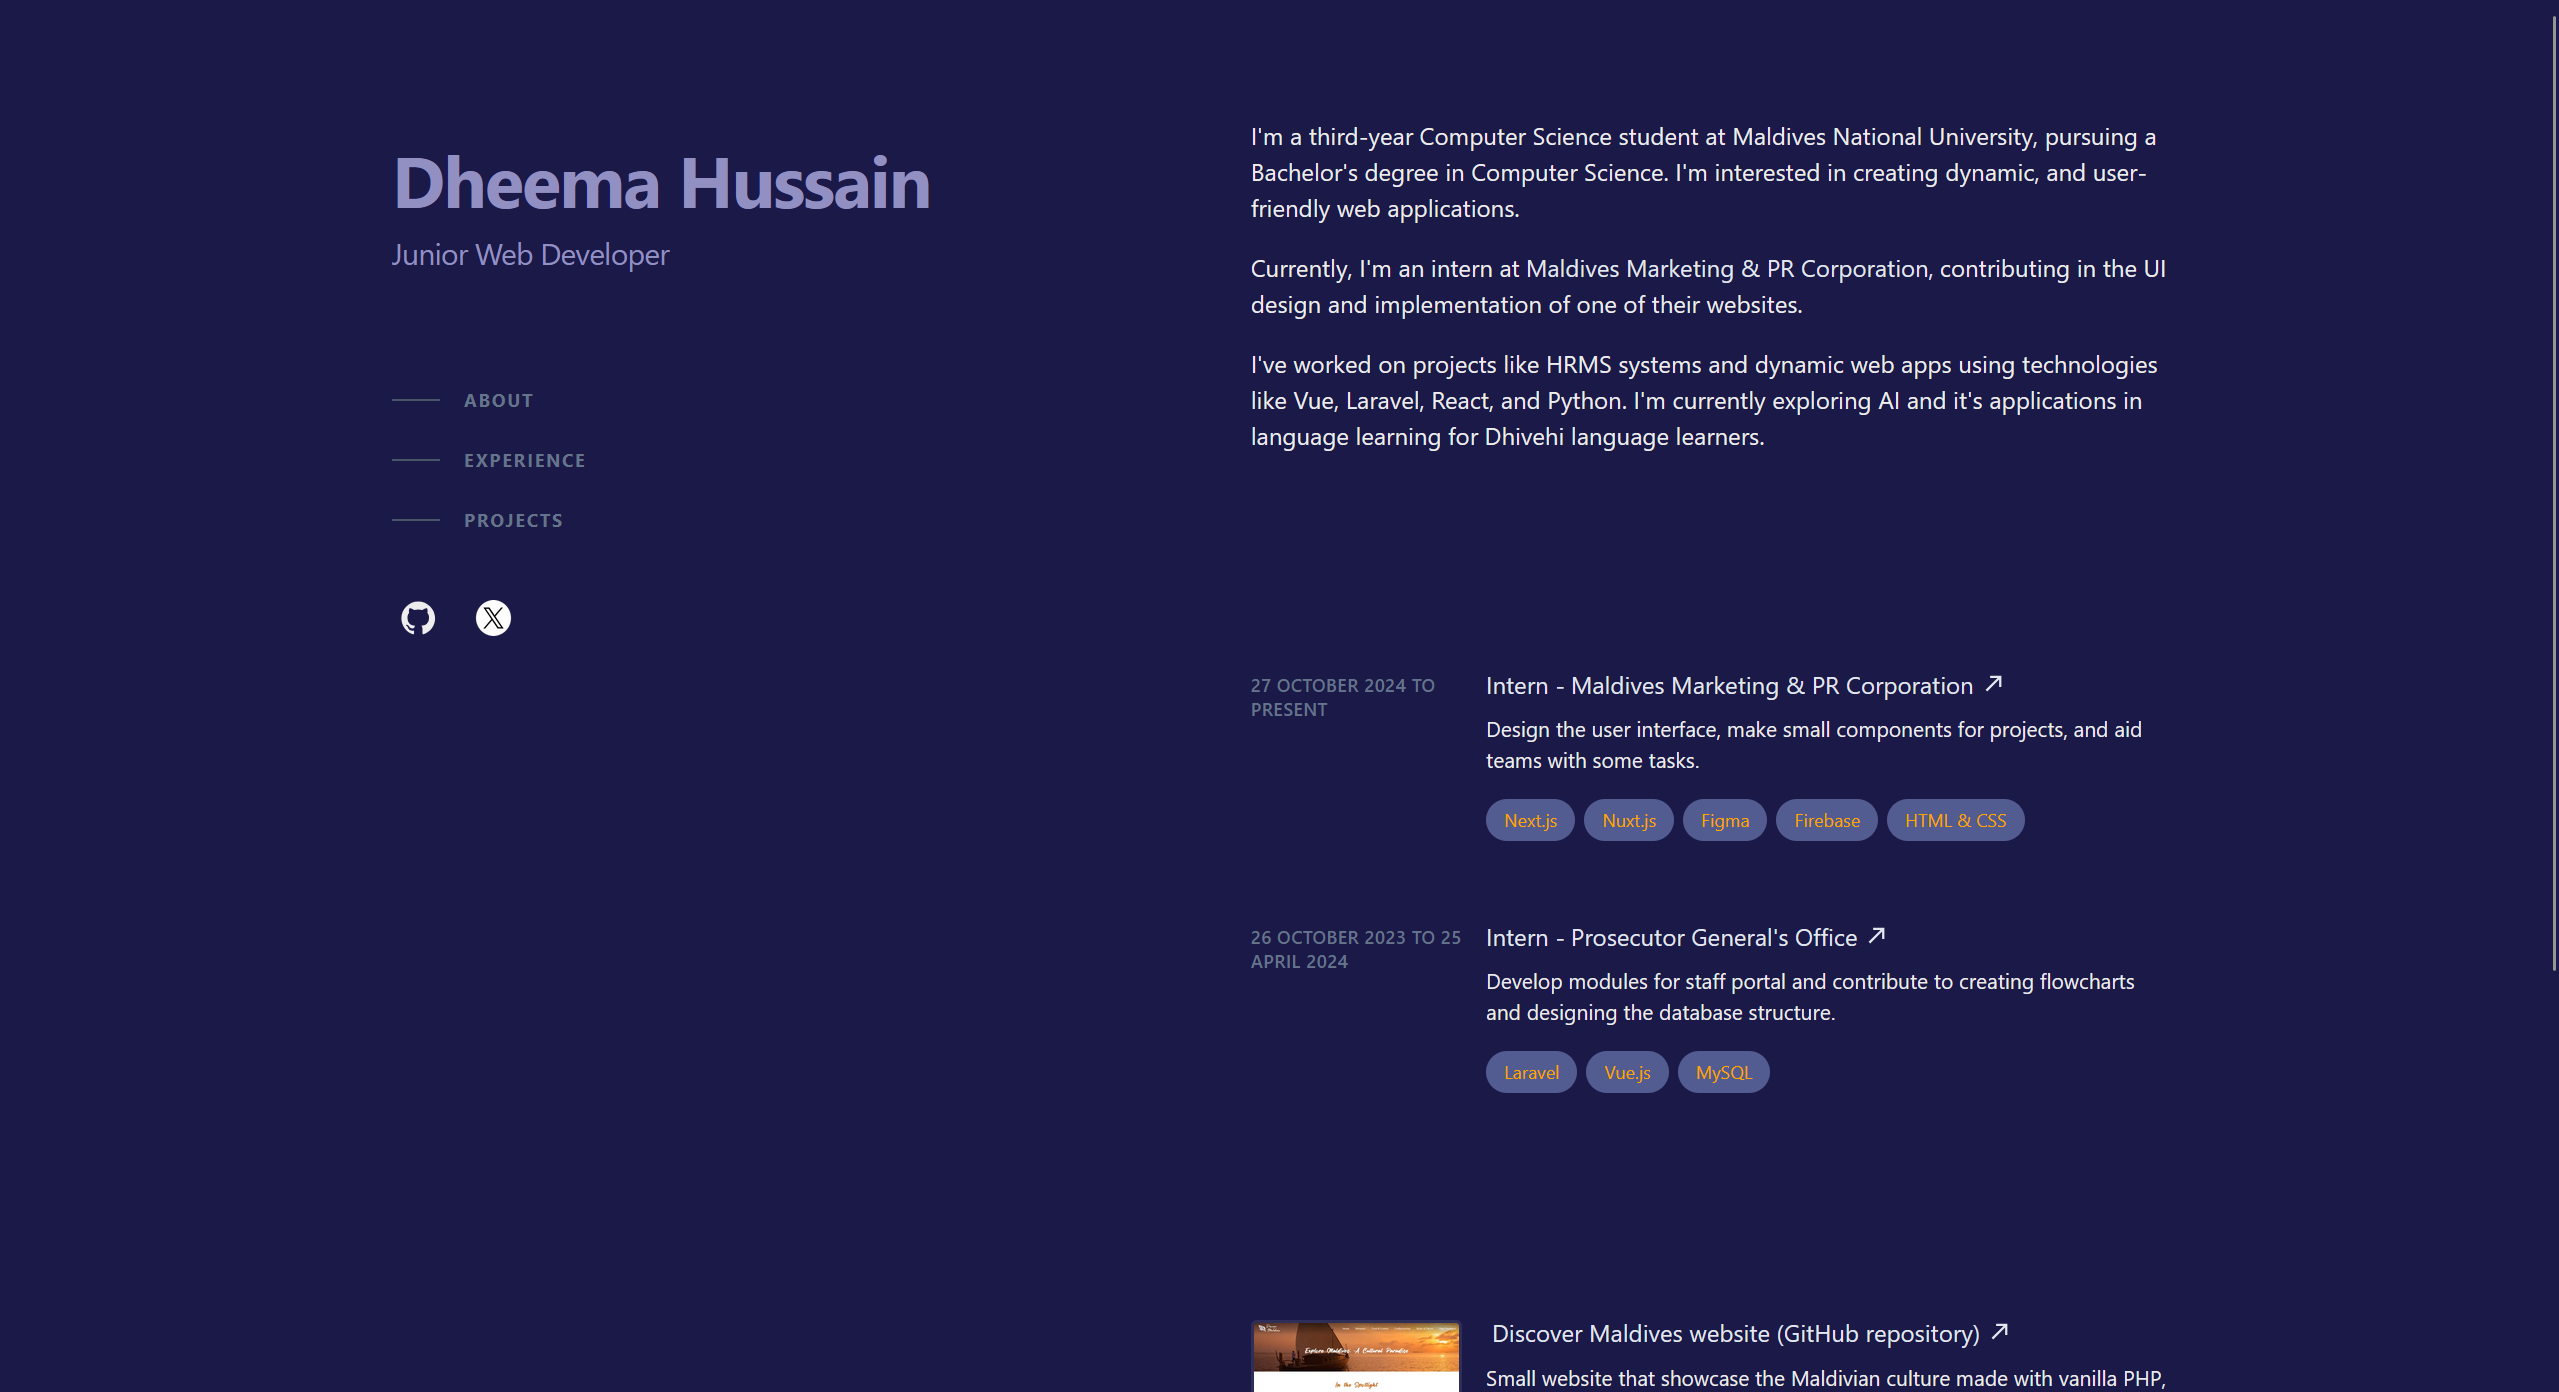 Dheema Hussain
Junior Web Developer
ABOUT
EXPERIENCE
PROJECTS
I'm a third-year Computer Science student at Maldives National University, pursuing a
Bachelor's degree in Computer Science. I'm interested in creating dynamic, and user-
friendly web applications.
Currently, I'm an intern at Maldives Marketing & PR Corporation, contributing in the UI
design and implementation of one of their websites.
I've worked on projects like HRMS systems and dynamic web apps using technologies
like Vue, Laravel, React, and Python. I'm currently exploring AI and it's applications in
language learning for Dhivehi language learners.
27 OCTOBER 2024 TO
PRESENT
Intern - Maldives Marketing & PR Corporation
Design the user interface, make small components for projects, and aid
teams with some tasks.
Next.js Nuxt.js Figma Firebase HTML & CSS
26 OCTOBER 2023 TO 25
APRIL 2024
Intern - Prosecutor General's Office
Develop modules for staff portal and contribute to creating flowcharts
and designing the database structure.
Laravel Vue.js MySQL
Explore Maldives: A Cultural Paradise
In the Spotlight
Discover Maldives website (GitHub repository)
Small website that showcase the Maldivian culture made with vanilla PHP,